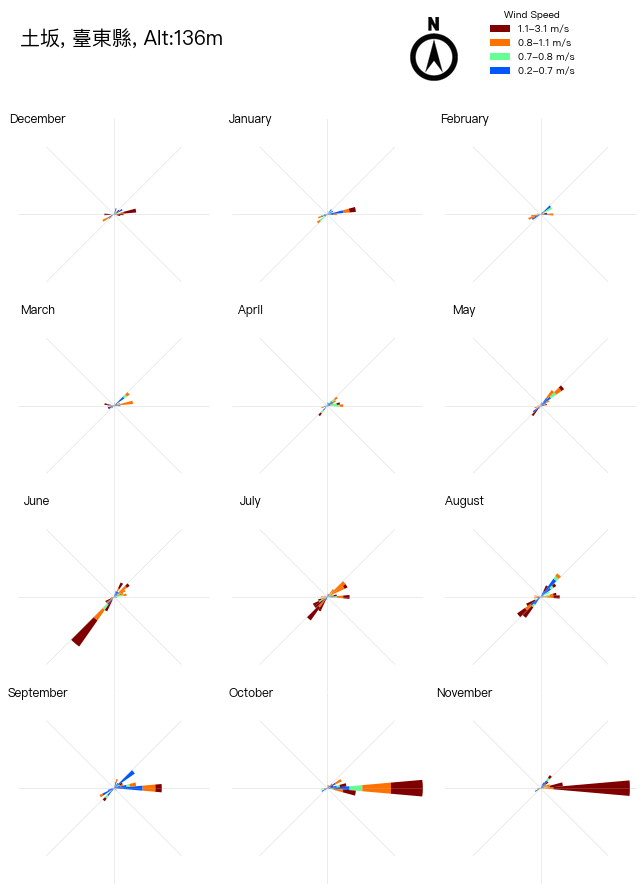 土坂, 臺東縣, Alt:136m
N
Wind Speed
1.1–3.1 m/s
0.8–1.1 m/s
0.7–0.8 m/s
0.2–0.7 m/s
December
January
February
March
April
May
June
July
August
September
October
November